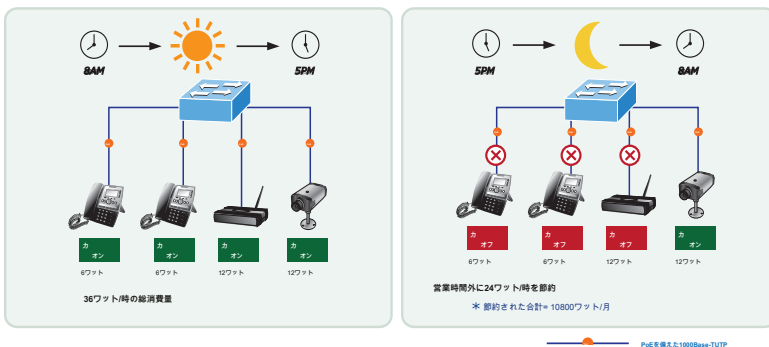 8AM
5PM
カ
オン
カ
オン
カ
オン
カ
オン
6ワット
6ワット
12ワット
12ワット
36ワット/時の総消費量
5PM
8AM
カ
オフ
カ
オフ
カ
オフ
カ
オン
6ワット
6ワット
12ワット
12ワット
営業時間外に24ワット/時を節約
* 節約された合計= 10800ワット/月
PoEを備えた1000Base-TUTP